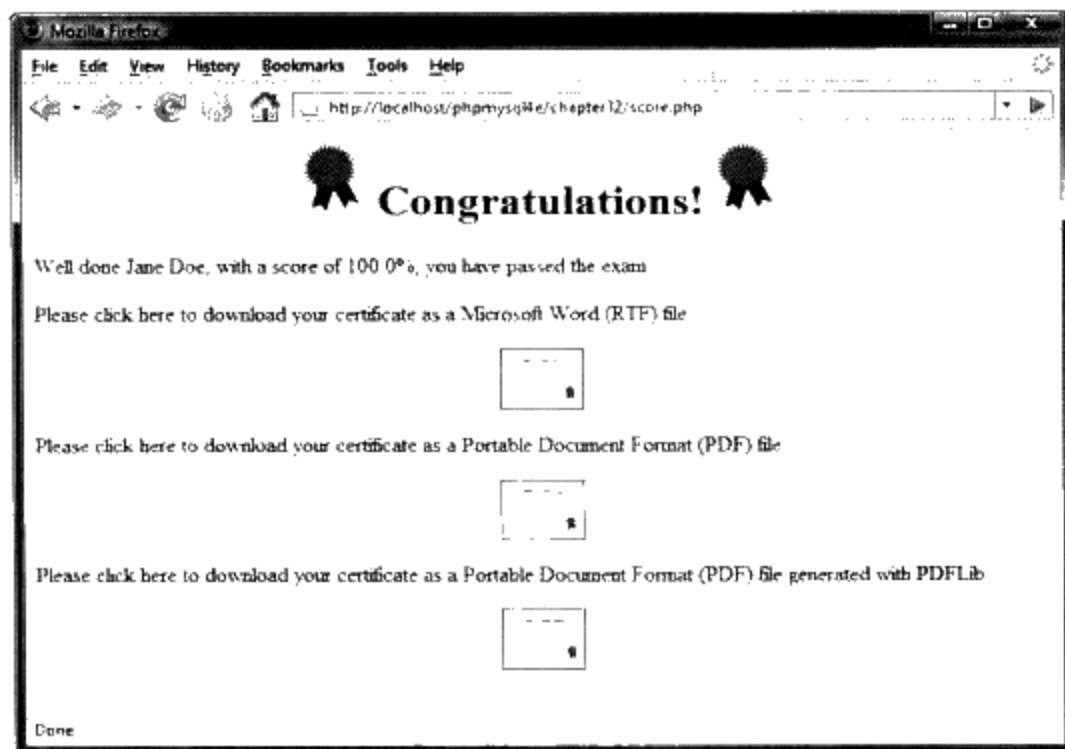 Mozilla Firefox
File Edit View History Bookmarks Tools Help
http://localhost/phpmysql4e/chapter32/score.php
Congratulations!
Well done Jane Doe, with a score of 100.0%, you have passed the exam
Please click here to download your certificate as a Microsoft Word (RTF) file
Please click here to download your certificate as a Portable Document Format (PDF) file
Please click here to download your certificate as a Portable Document Format (PDF) file generated with PDFLib
Done